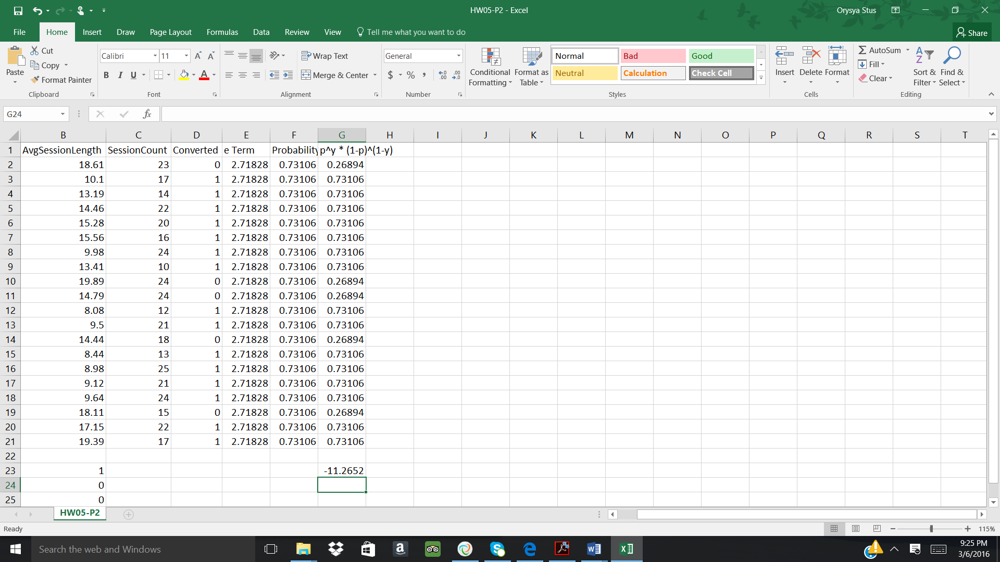 HW05-P2 - Excel
Orysya Stus
File Home Insert Draw Page Layout Formulas Data Review View Tell me what you want to do
Share
Paste
Cut
Copy
Format Painter
Clipboard
Calibri 11
B I U
Font
Wrap Text
Merge & Center
Alignment
General
$ % ,
Number
Conditional Formatting
Format as Table
Normal Bad Good
Neutral Calculation Check Cell
Styles
Insert Delete Format
Cells
AutoSum
Fill
Clear
Sort & Filter
Find & Select
Editing
G24 fx
B C D E F G H I J K L M N O P Q R S T
1 AvgSessionLength SessionCount Converted e Term Probability p^y * (1-p)^(1-y)
2 18.61 23 0 2.71828 0.73106 0.26894
3 10.1 17 1 2.71828 0.73106 0.73106
4 13.19 14 1 2.71828 0.73106 0.73106
5 14.46 22 1 2.71828 0.73106 0.73106
6 15.28 20 1 2.71828 0.73106 0.73106
7 15.56 16 1 2.71828 0.73106 0.73106
8 9.98 24 1 2.71828 0.73106 0.73106
9 13.41 10 1 2.71828 0.73106 0.73106
10 19.89 24 0 2.71828 0.73106 0.26894
11 14.79 24 0 2.71828 0.73106 0.26894
12 8.08 12 1 2.71828 0.73106 0.73106
13 9.5 21 1 2.71828 0.73106 0.73106
14 14.44 18 0 2.71828 0.73106 0.26894
15 8.44 13 1 2.71828 0.73106 0.73106
16 8.98 25 1 2.71828 0.73106 0.73106
17 9.12 21 1 2.71828 0.73106 0.73106
18 9.64 24 1 2.71828 0.73106 0.73106
19 18.11 15 0 2.71828 0.73106 0.26894
20 17.15 22 1 2.71828 0.73106 0.73106
21 19.39 17 1 2.71828 0.73106 0.73106
22
23 1 -11.2652
24 0
25 0
HW05-P2
Ready
115%
Search the web and Windows
9:25 PM
3/6/2016